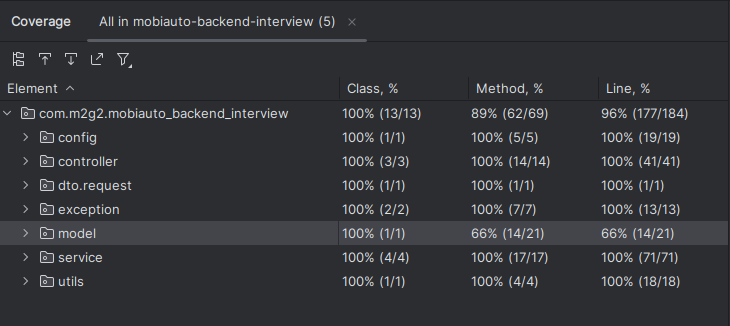 Coverage All in mobiauto-backend-interview (5) ×
Element Class, % Method, % Line, %
com.m2g2.mobiauto_backend_interview 100% (13/13) 89% (62/69) 96% (177/184)
config 100% (1/1) 100% (5/5) 100% (19/19)
controller 100% (3/3) 100% (14/14) 100% (41/41)
dto.request 100% (1/1) 100% (1/1) 100% (1/1)
exception 100% (2/2) 100% (7/7) 100% (13/13)
model 100% (1/1) 66% (14/21) 66% (14/21)
service 100% (4/4) 100% (17/17) 100% (71/71)
utils 100% (1/1) 100% (4/4) 100% (18/18)